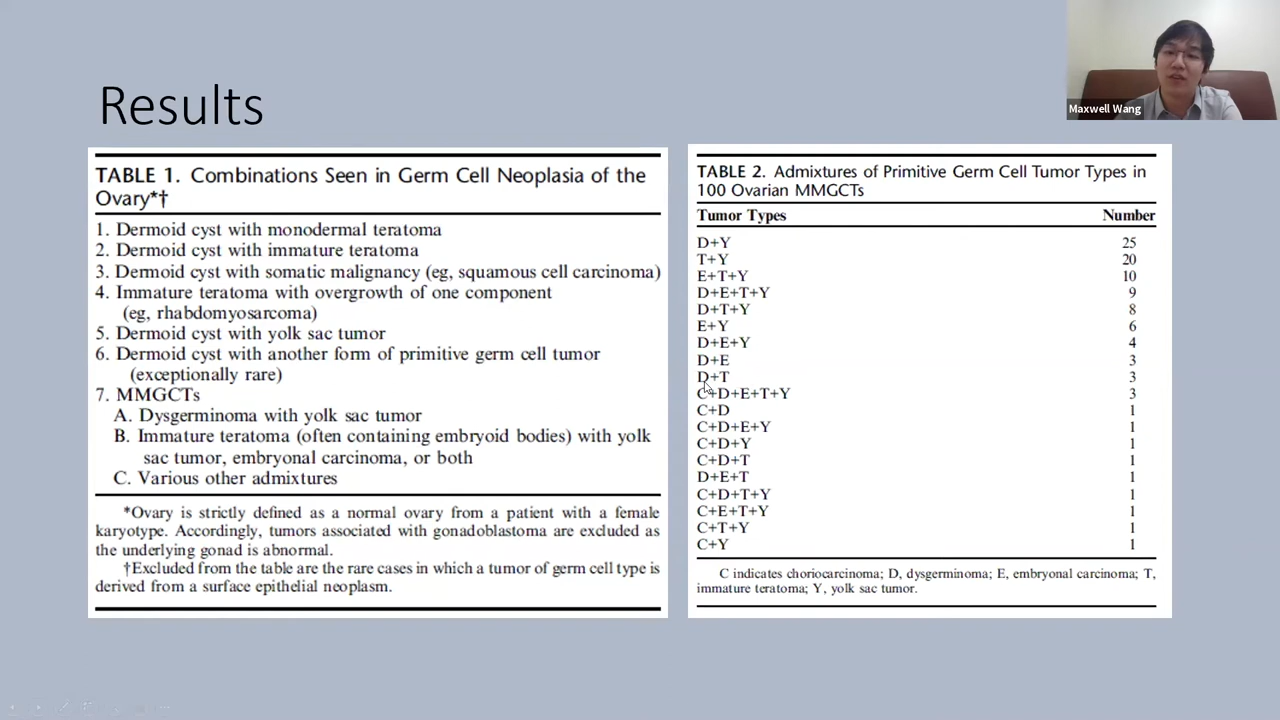 Maxwell Wang
Results
TABLE 1. Combinations Seen in Germ Cell Neoplasia of the
Ovary*†
1. Dermoid cyst with monodermal teratoma
2. Dermoid cyst with immature teratoma
3. Dermoid cyst with somatic malignancy (eg, squamous cell carcinoma)
4. Immature teratoma with overgrowth of one component
(eg, rhabdomyosarcoma)
5. Dermoid cyst with yolk sac tumor
6. Dermoid cyst with another form of primitive germ cell tumor
(exceptionally rare)
7. MMGCTs
A. Dysgerminoma with yolk sac tumor
B. Immature teratoma (often containing embryoid bodies) with yolk
sac tumor, embryonal carcinoma, or both
C. Various other admixtures
*Ovary is strictly defined as a normal ovary from a patient with a female
karyotype. Accordingly, tumors associated with gonadoblastoma are excluded as
the underlying gonad is abnormal.
†Excluded from the table are the rare cases in which a tumor of germ cell type is
derived from a surface epithelial neoplasm.
TABLE 2. Admixtures of Primitive Germ Cell Tumor Types in
100 Ovarian MMGCTs
Tumor Types Number
D+Y 25
T+Y 20
E+T+Y 10
D+E+T+Y 9
D+T+Y 8
E+Y 6
D+E+Y 4
D+E 3
D+T 3
C+D+E+T+Y 3
C+D 1
C+D+E+Y 1
C+D+Y 1
C+D+T 1
D+E+T 1
C+D+T+Y 1
C+E+T+Y 1
C+T+Y 1
C+Y 1
C indicates choriocarcinoma; D, dysgerminoma; E, embryonal carcinoma; T,
immature teratoma; Y, yolk sac tumor.